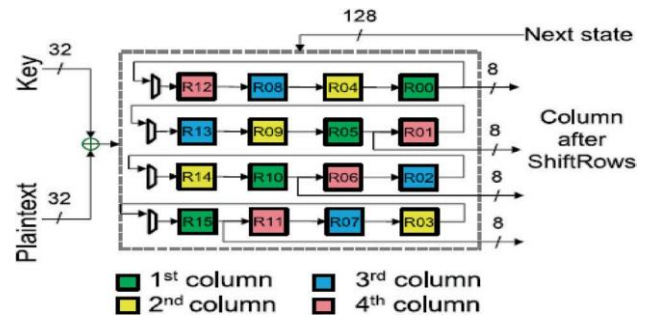 128
Next state
32
Key
R12 R08 R04 R00
8
R13 R09 R05 R01
8
Column
after
ShiftRows
R14 R10 R06 R02
8
32
Plaintext
R15 R11 R07 R03
8
1st column
3rd column
2nd column
4th column